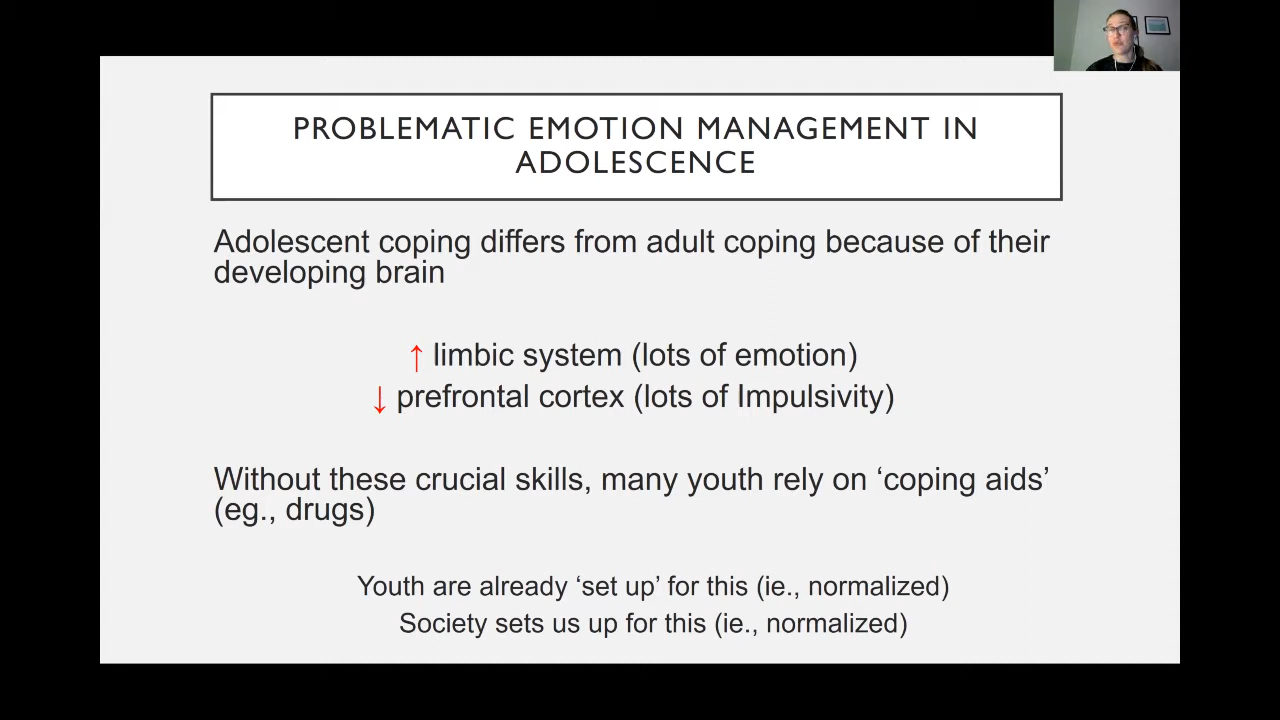 PROBLEMATIC EMOTION MANAGEMENT IN
ADOLESCENCE
Adolescent coping differs from adult coping because of their
developing brain
↑ limbic system (lots of emotion)
↓ prefrontal cortex (lots of Impulsivity)
Without these crucial skills, many youth rely on ‘coping aids’
(eg., drugs)
Youth are already ‘set up’ for this (ie., normalized)
Society sets us up for this (ie., normalized)